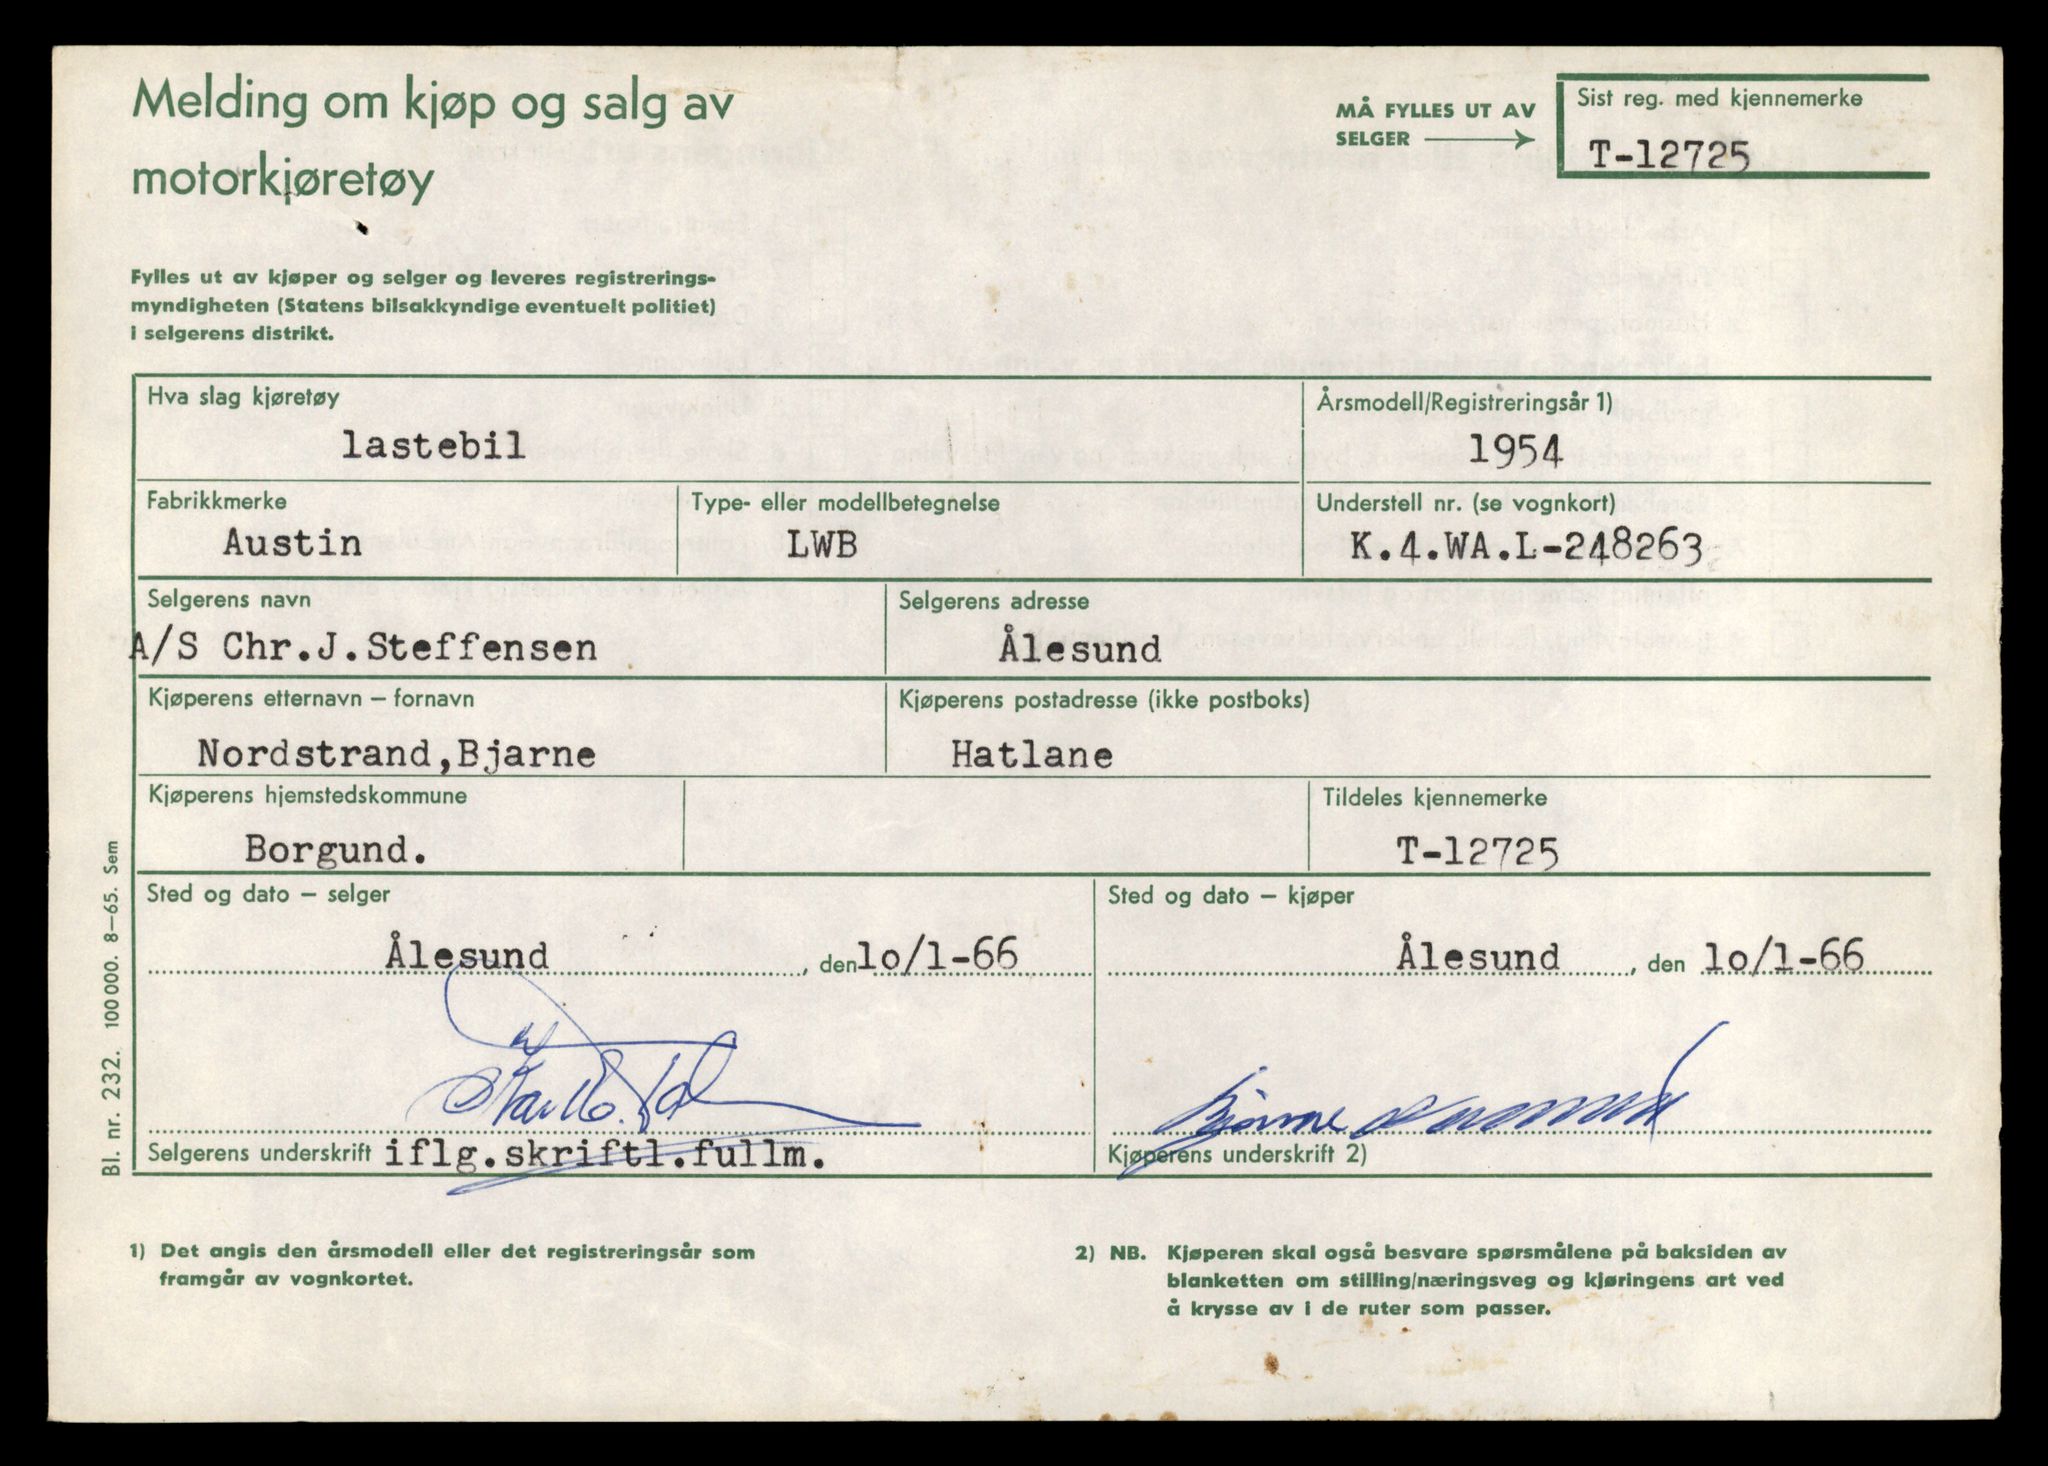 Melding om kjøp og salg av
motorkjøretøy
MÅ FYLLES UT AV
SELGER
Sist reg. med kjennemerke
T-12725
Fylles ut av kjøper og selger og leveres registrerings-
myndigheten (Statens bilsakkyndige eventuelt politiet)
i selgerens distrikt.
Hva slag kjøretøy
lastebil
Årsmodell/Registreringsår 1)
1954
Fabrikkmerke
Austin
Type- eller modellbetegnelse
LWB
Understell nr. (se vognkort)
K.4.WA.L-248263
Selgerens navn
A/S Chr.J.Steffensen
Selgerens adresse
Ålesund
Kjøperens etternavn – fornavn
Nordstrand,Bjarne
Kjøperens postadresse (ikke postboks)
Hatlane
Kjøperens hjemstedskommune
Borgund.
Tildeles kjennemerke
T-12725
Sted og dato – selger
Ålesund, den 1o/1-66
Sted og dato – kjøper
Ålesund, den 1o/1-66
Selgerens underskrift iflg.skriftl.fullm.
Bjarne
Kjøperens underskrift 2)
1) Det angis den årsmodell eller det registreringsår som
framgår av vognkortet.
2) NB. Kjøperen skal også besvare spørsmålene på baksiden av
blanketten om stilling/næringsveg og kjøringens art ved
å krysse av i de ruter som passer.
Bl. nr. 232. 100 000. 8—65. Sem